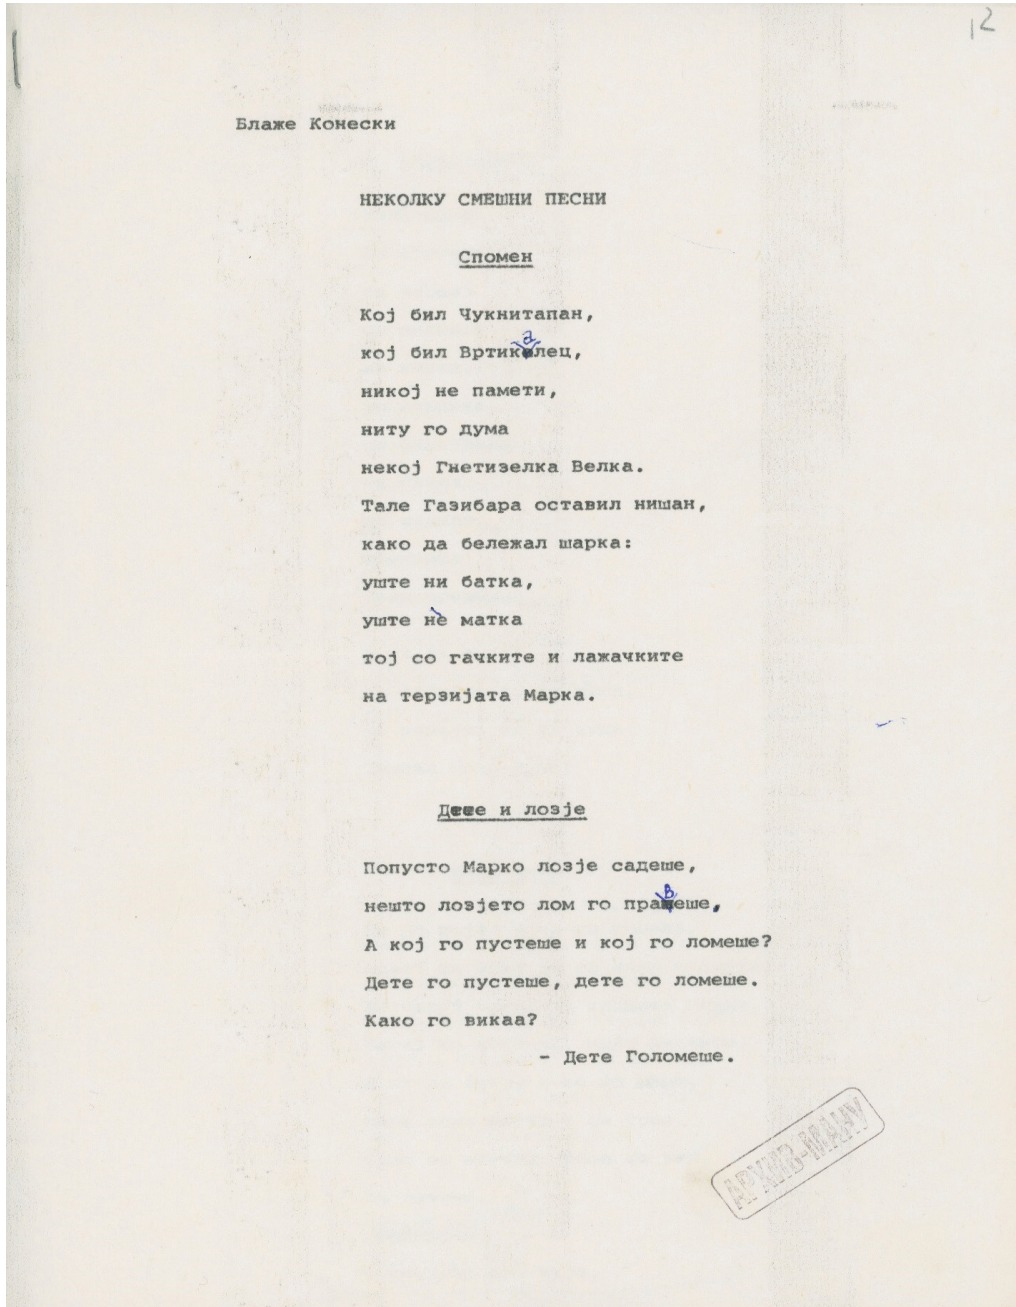 12
Блаже Конески
НЕКОЛКУ СМЕШНИ ПЕСНИ
Спомен
Кој бил Чукнитапан,
кој бил Вртикалец,
никој не памети,
ниту го дума
некој Гнетизелка Велка.
Тале Газибара оставил нишан,
како да бележал шарка:
уште ни батка,
уште нѐ матка
тој со гачките и лажачките
на терзијата Марка.
Дете и лозје
Попусто Марко лозје садеше,
нешто лозјето лом го правеше,
А кој го пустеше и кој го ломеше?
Дете го пустеше, дете го ломеше.
Како го викаа?
- Дете Голомеше.
АРХИВ-МАНУ